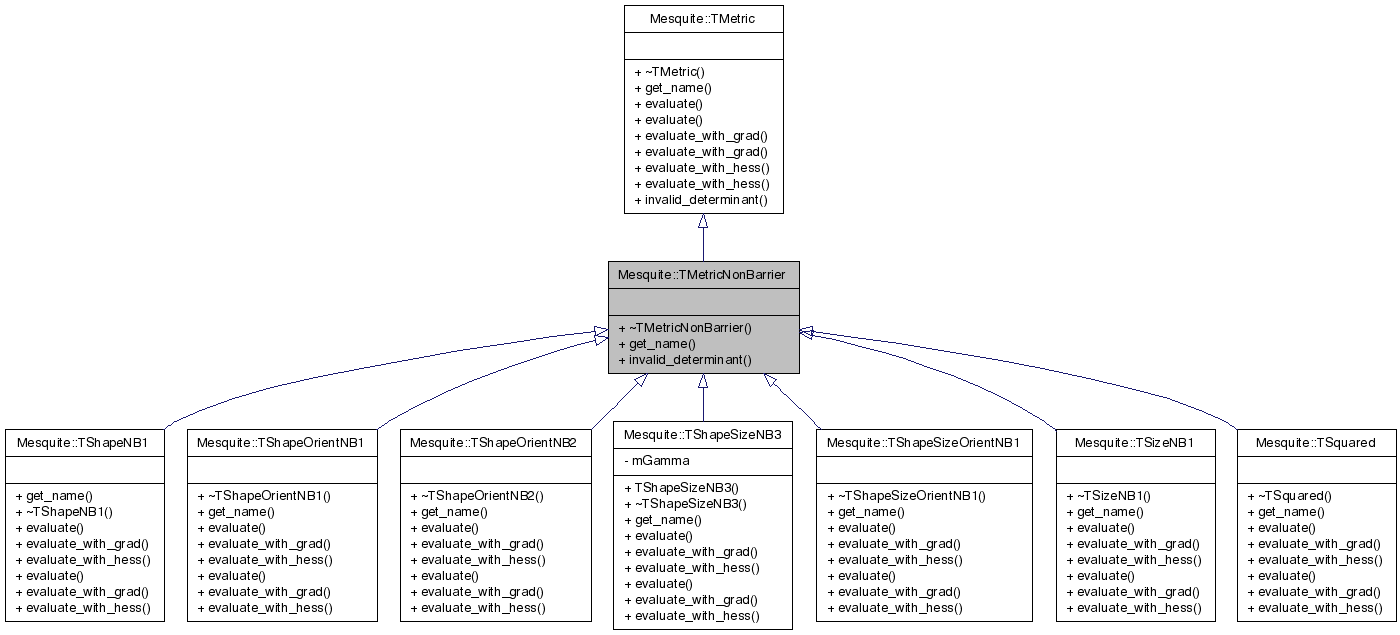 Mesquite::TMetric
+ ~TMetric()
+ get_name()
+ evaluate()
+ evaluate()
+ evaluate_with_grad()
+ evaluate_with_grad()
+ evaluate_with_hess()
+ evaluate_with_hess()
+ invalid_determinant()
Mesquite::TMetricNonBarrier
+ ~TMetricNonBarrier()
+ get_name()
+ invalid_determinant()
Mesquite::TShapeNB1
+ get_name()
+ ~TShapeNB1()
+ evaluate()
+ evaluate_with_grad()
+ evaluate_with_hess()
+ evaluate()
+ evaluate_with_grad()
+ evaluate_with_hess()
Mesquite::TShapeOrientNB1
+ ~TShapeOrientNB1()
+ get_name()
+ evaluate()
+ evaluate_with_grad()
+ evaluate_with_hess()
+ evaluate()
+ evaluate_with_grad()
+ evaluate_with_hess()
Mesquite::TShapeOrientNB2
+ ~TShapeOrientNB2()
+ get_name()
+ evaluate()
+ evaluate_with_grad()
+ evaluate_with_hess()
+ evaluate()
+ evaluate_with_grad()
+ evaluate_with_hess()
Mesquite::TShapeSizeNB3
- mGamma
+ TShapeSizeNB3()
+ ~TShapeSizeNB3()
+ get_name()
+ evaluate()
+ evaluate_with_grad()
+ evaluate_with_hess()
+ evaluate()
+ evaluate_with_grad()
+ evaluate_with_hess()
Mesquite::TShapeSizeOrientNB1
+ ~TShapeSizeOrientNB1()
+ get_name()
+ evaluate()
+ evaluate_with_grad()
+ evaluate_with_hess()
+ evaluate()
+ evaluate_with_grad()
+ evaluate_with_hess()
Mesquite::TSizeNB1
+ ~TSizeNB1()
+ get_name()
+ evaluate()
+ evaluate_with_grad()
+ evaluate_with_hess()
+ evaluate()
+ evaluate_with_grad()
+ evaluate_with_hess()
Mesquite::TSquared
+ ~TSquared()
+ get_name()
+ evaluate()
+ evaluate_with_grad()
+ evaluate_with_hess()
+ evaluate()
+ evaluate_with_grad()
+ evaluate_with_hess()